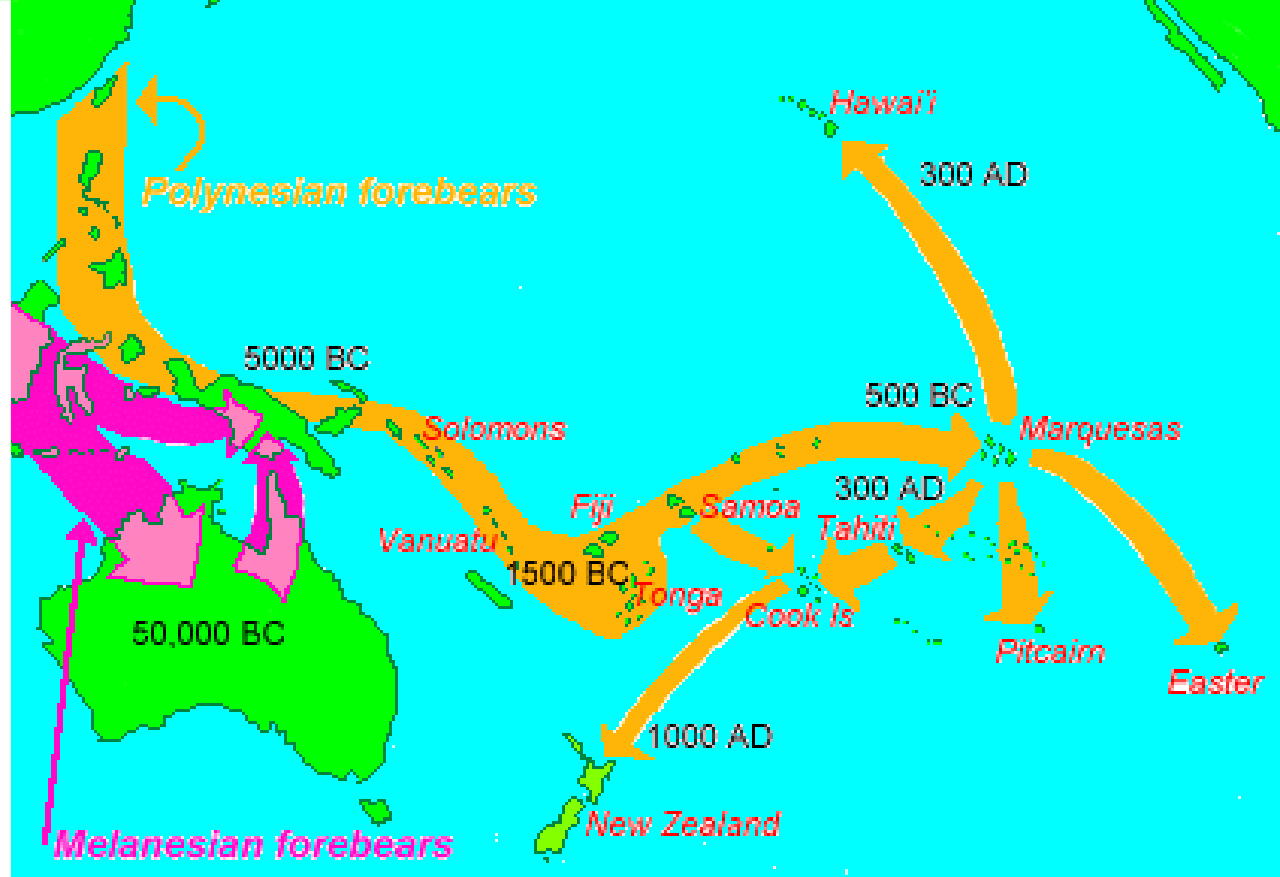 Hawai'i
300 AD
Polynesian forebears
5000 BC
500 BC
Solomons
Marquesas
300 AD
Fiji
Samoa
Tahiti
Vanuatu
1500 BC
Tonga
Cook Is
50,000 BC
Pitcairn
Easter
1000 AD
New Zealand
Melanesian forebears